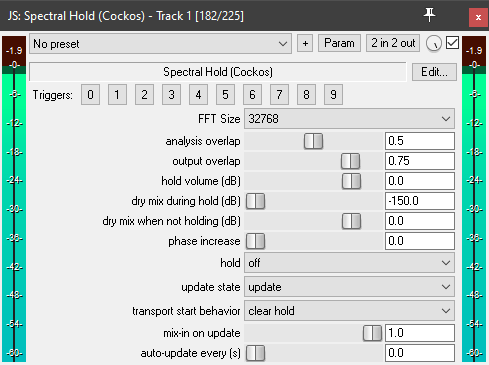 JS: Spectral Hold (Cockos) - Track 1 [182/225]
No preset + Param 2 in 2 out
-1.9 -1.9
Spectral Hold (Cockos) Edit...
Triggers: 0 1 2 3 4 5 6 7 8 9
FFT Size 32768
analysis overlap 0.5
output overlap 0.75
hold volume (dB) 0.0
dry mix during hold (dB) -150.0
dry mix when not holding (dB) 0.0
phase increase 0.0
hold off
update state update
transport start behavior clear hold
mix-in on update 1.0
auto-update every (s) 0.0
-0 -0
-6- -6-
-12- -12-
-18- -18-
-24- -24-
-30- -30-
-36- -36-
-42- -42-
-48- -48-
-54- -54-
-60- -60-